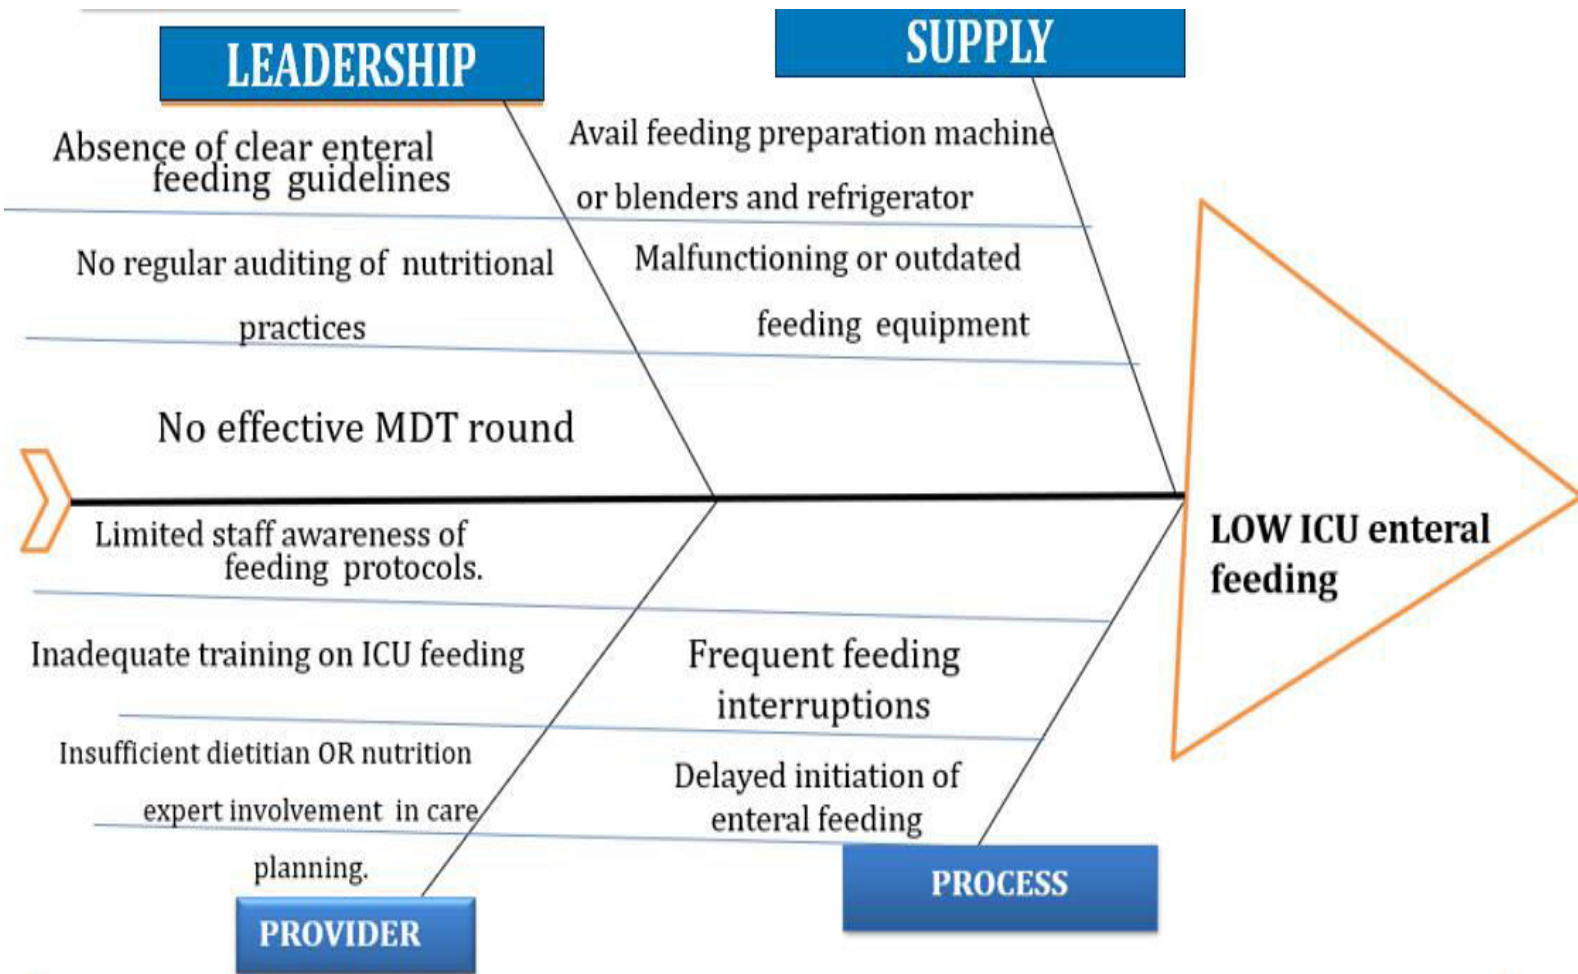 LEADERSHIP
Absence of clear enteral
feeding guidelines
No regular auditing of nutritional
practices
No effective MDT round
SUPPLY
Avail feeding preparation machine
or blenders and refrigerator
Malfunctioning or outdated
feeding equipment
Limited staff awareness of
feeding protocols.
Inadequate training on ICU feeding
Insufficient dietitian OR nutrition
expert involvement in care
planning.
PROVIDER
Frequent feeding
interruptions
Delayed initiation of
enteral feeding
PROCESS
LOW ICU enteral
feeding